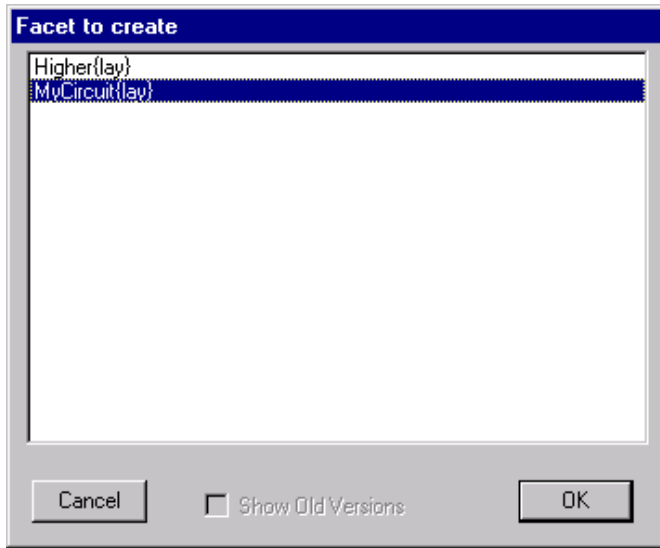 Facet to create
Higher{lay}
MyCircuit{lay}
Cancel
Show Old Versions
OK